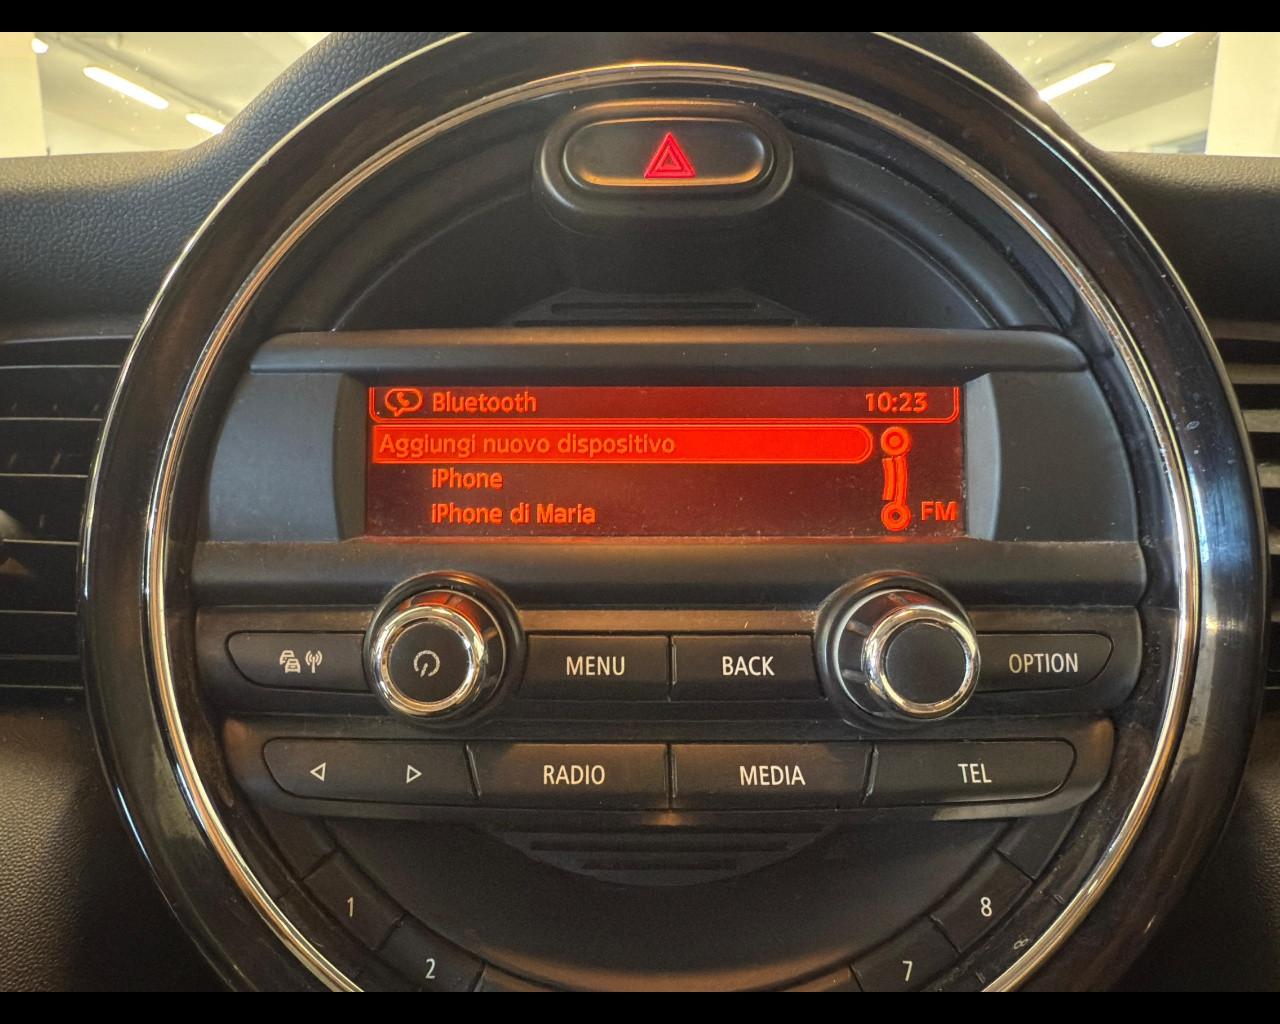 Bluetooth 10:23
Aggiungi nuovo dispositivo
iPhone
iPhone di Maria FM
MENU BACK OPTION
RADIO MEDIA TEL
1 8
2 7